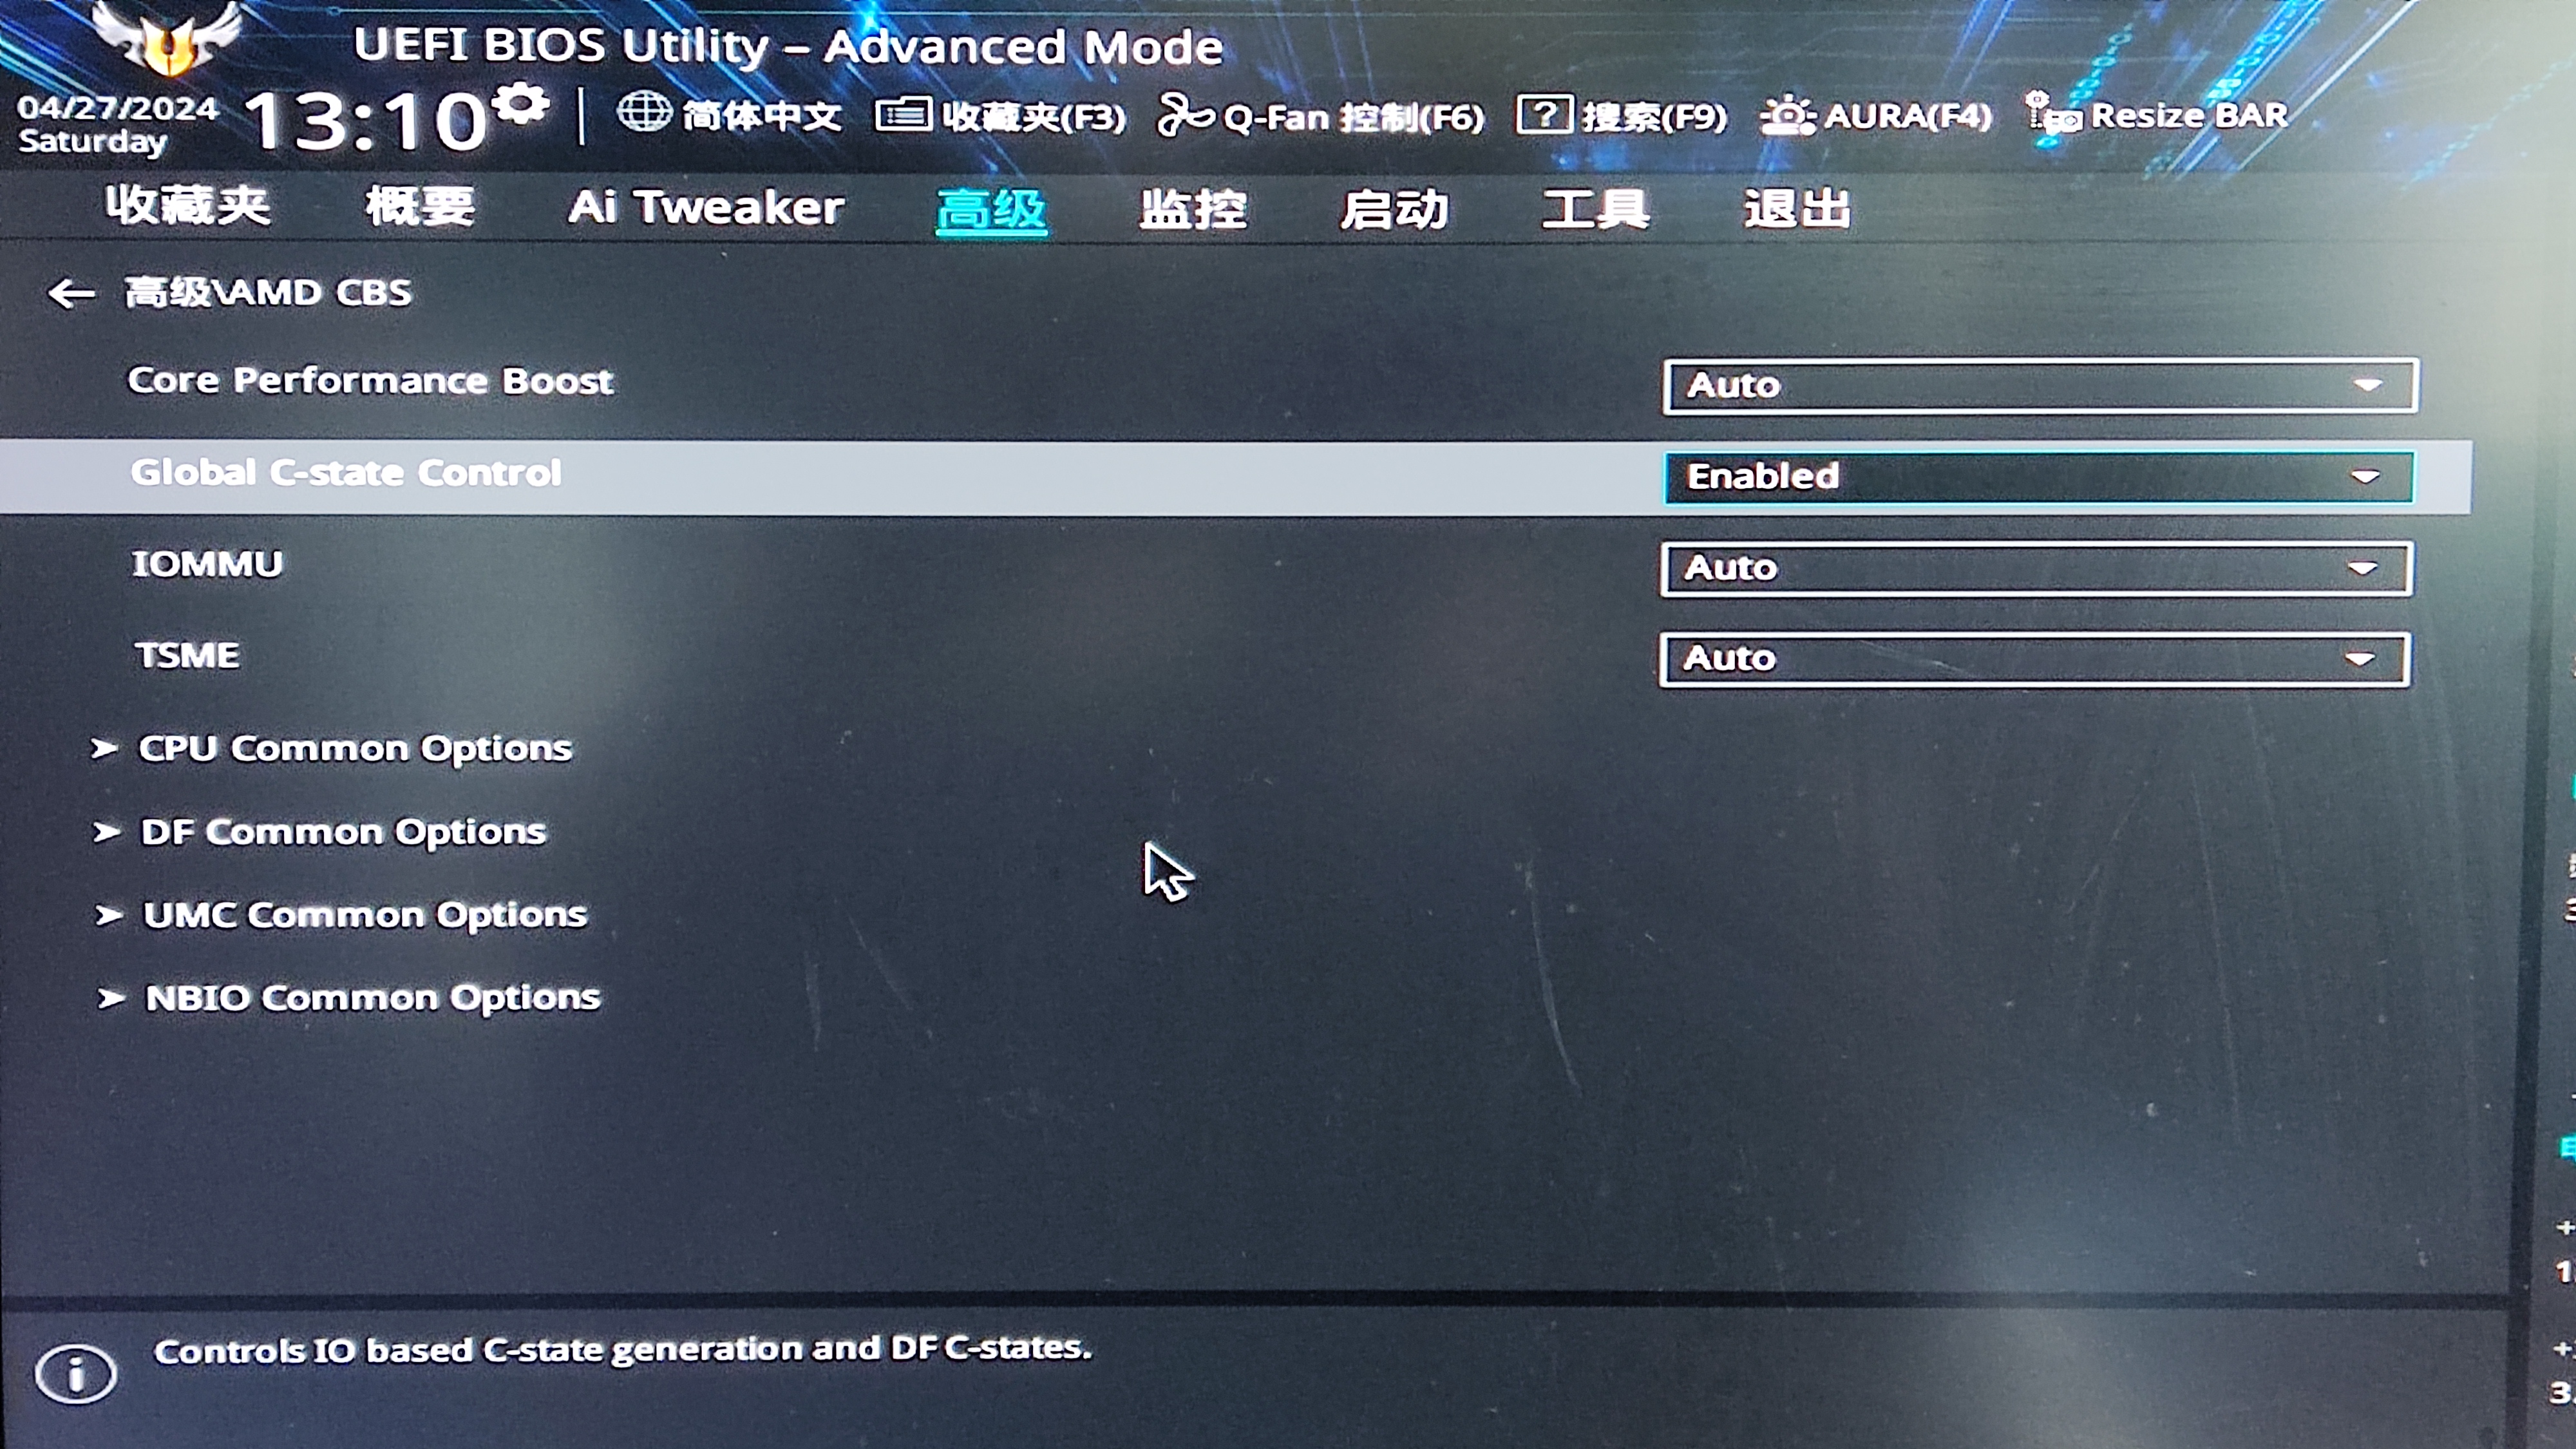 UEFI BIOS Utility – Advanced Mode
04/27/2024
Saturday
13:10
简体中文
收藏夹(F3)
Q-Fan 控制(F6)
搜索(F9)
AURA(F4)
Resize BAR
收藏夹 概要 Ai Tweaker 高级 监控 启动 工具 退出
高级\AMD CBS
Core Performance Boost Auto
Global C-state Control Enabled
IOMMU Auto
TSME Auto
CPU Common Options
DF Common Options
UMC Common Options
NBIO Common Options
Controls IO based C-state generation and DF C-states.